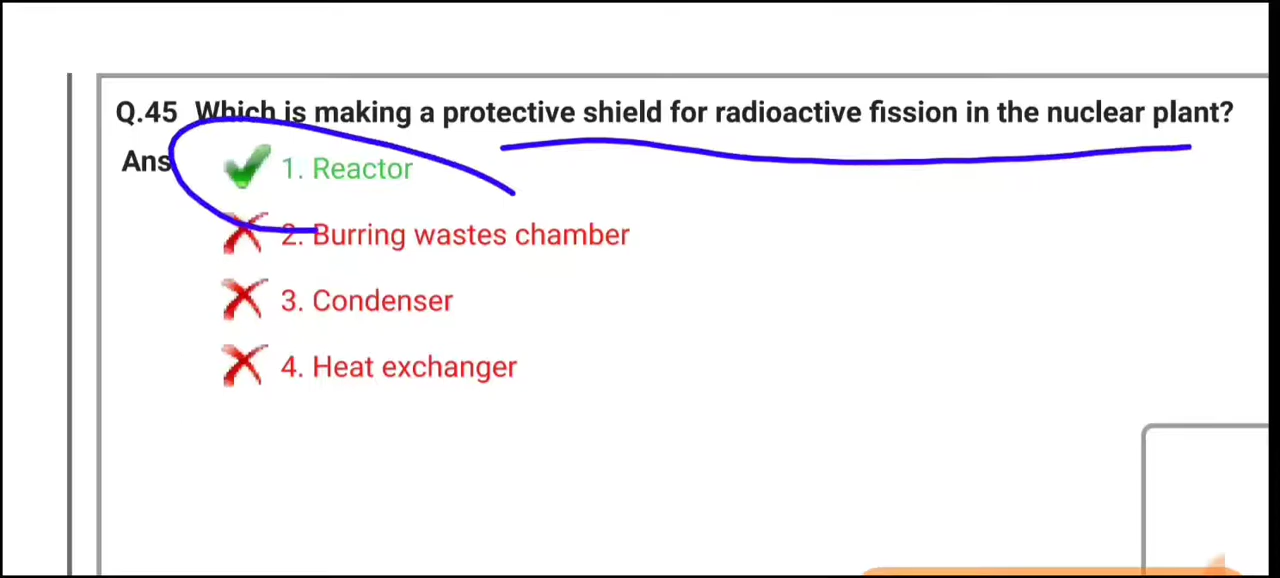 Q.45 Which is making a protective shield for radioactive fission in the nuclear plant?
Ans 1. Reactor
2. Burring wastes chamber
3. Condenser
4. Heat exchanger